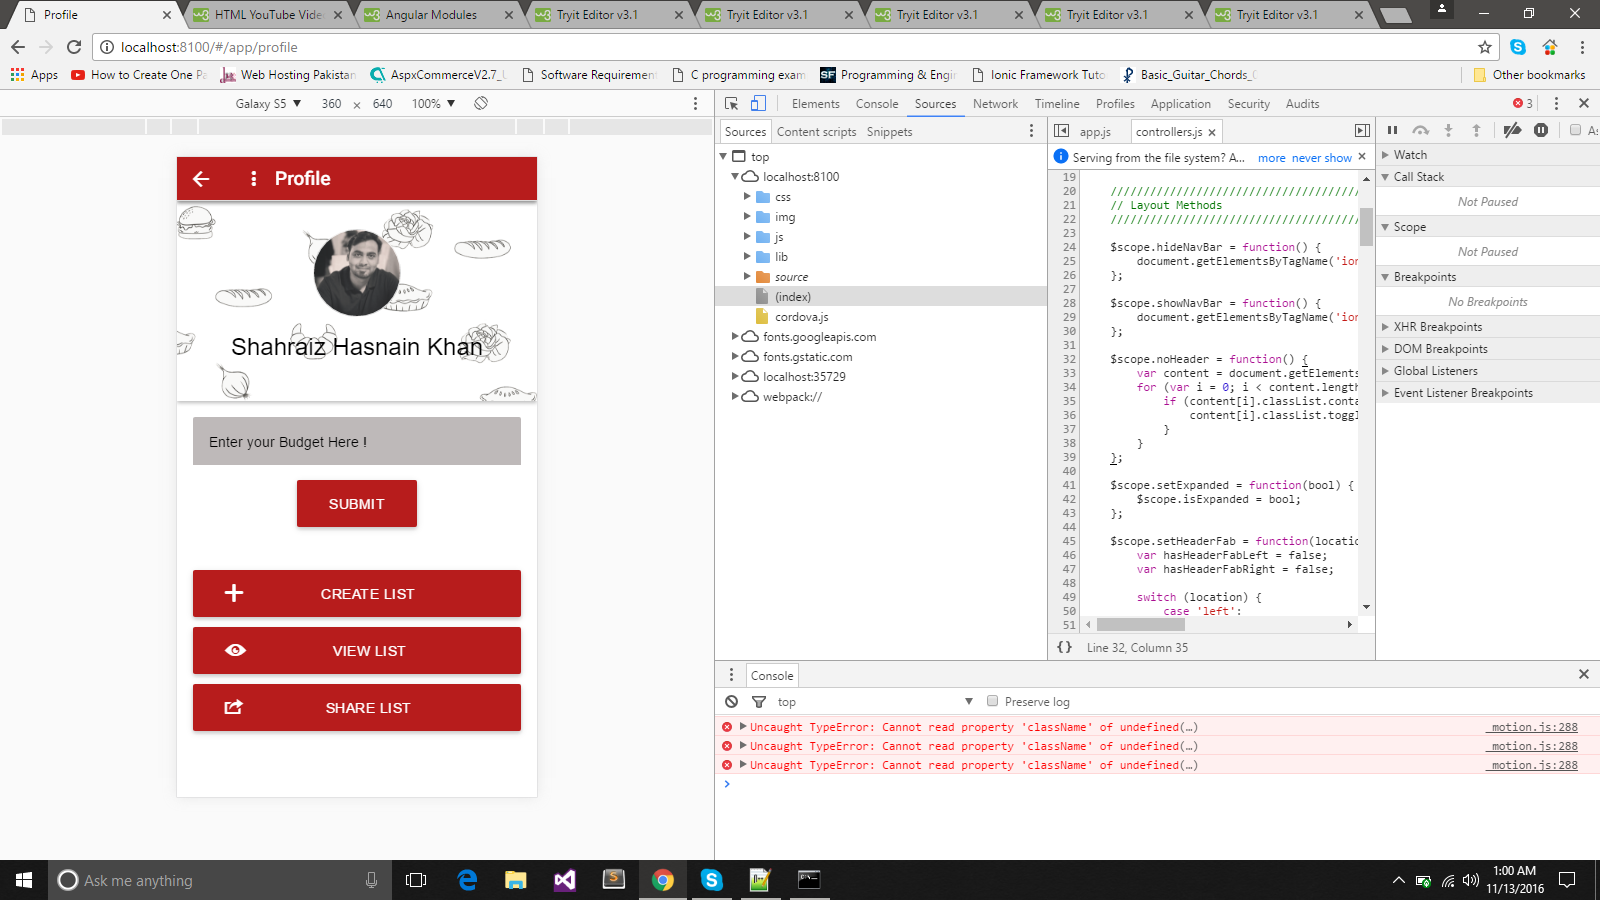 Profile
HTML YouTube Vide
Angular Modules
Tryit Editor v3.1
Tryit Editor v3.1
Tryit Editor v3.1
Tryit Editor v3.1
Tryit Editor v3.1
localhost:8100/#/app/profile
Apps
How to Create One Pa
Web Hosting Pakistan
AspxCommerceV2.7_U
Software Requiremen
C programming exam
Programming & Engi
Ionic Framework Tuto
Basic_Guitar_Chords_
Other bookmarks
Galaxy S5 ▼ 360 × 640 100% ▼
Elements Console Sources Network Timeline Profiles Application Security Audits
3
Sources Content scripts Snippets
app.js controllers.js
Serving from the file system? A... more never show
top
localhost:8100
css
img
js
lib
source
(index)
cordova.js
fonts.googleapis.com
fonts.gstatic.com
localhost:35729
webpack://
19
20 /////////////////////////////////////
21 // Layout Methods
22 /////////////////////////////////////
23
24 $scope.hideNavBar = function() {
25 document.getElementsByTagName('ion
26 };
27
28 $scope.showNavBar = function() {
29 document.getElementsByTagName('ion
30 };
31
32 $scope.noHeader = function() {
33 var content = document.getElements
34 for (var i = 0; i < content.length
35 if (content[i].classList.conta
36 content[i].classList.toggl
37 }
38 }
39 };
40
41 $scope.setExpanded = function(bool) {
42 $scope.isExpanded = bool;
43 };
44
45 $scope.setHeaderFab = function(locatio
46 var hasHeaderFabLeft = false;
47 var hasHeaderFabRight = false;
48
49 switch (location) {
50 case 'left':
51
{} Line 32, Column 35
As
Watch
Call Stack
Not Paused
Scope
Not Paused
Breakpoints
No Breakpoints
XHR Breakpoints
DOM Breakpoints
Global Listeners
Event Listener Breakpoints
Profile
Shahraiz Hasnain Khan
Enter your Budget Here !
SUBMIT
CREATE LIST
VIEW LIST
SHARE LIST
Console
top ▼ Preserve log
Uncaught TypeError: Cannot read property 'className' of undefined(…) motion.js:288
Uncaught TypeError: Cannot read property 'className' of undefined(…) motion.js:288
Uncaught TypeError: Cannot read property 'className' of undefined(…) motion.js:288
Ask me anything
1:00 AM
11/13/2016